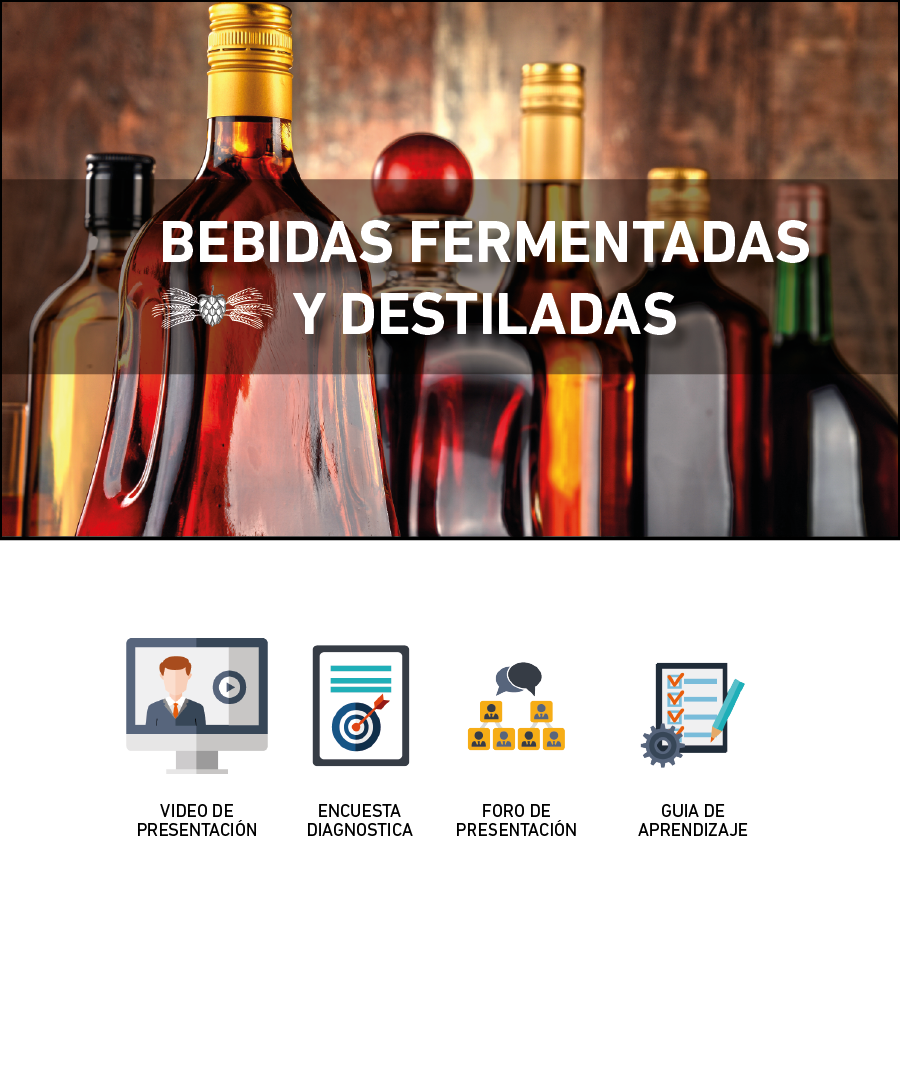 BEBIDAS FERMENTADAS
Y DESTILADAS
VIDEO DE
PRESENTACIÓN
ENCUESTA
DIAGNOSTICA
FORO DE
PRESENTACIÓN
GUIA DE
APRENDIZAJE